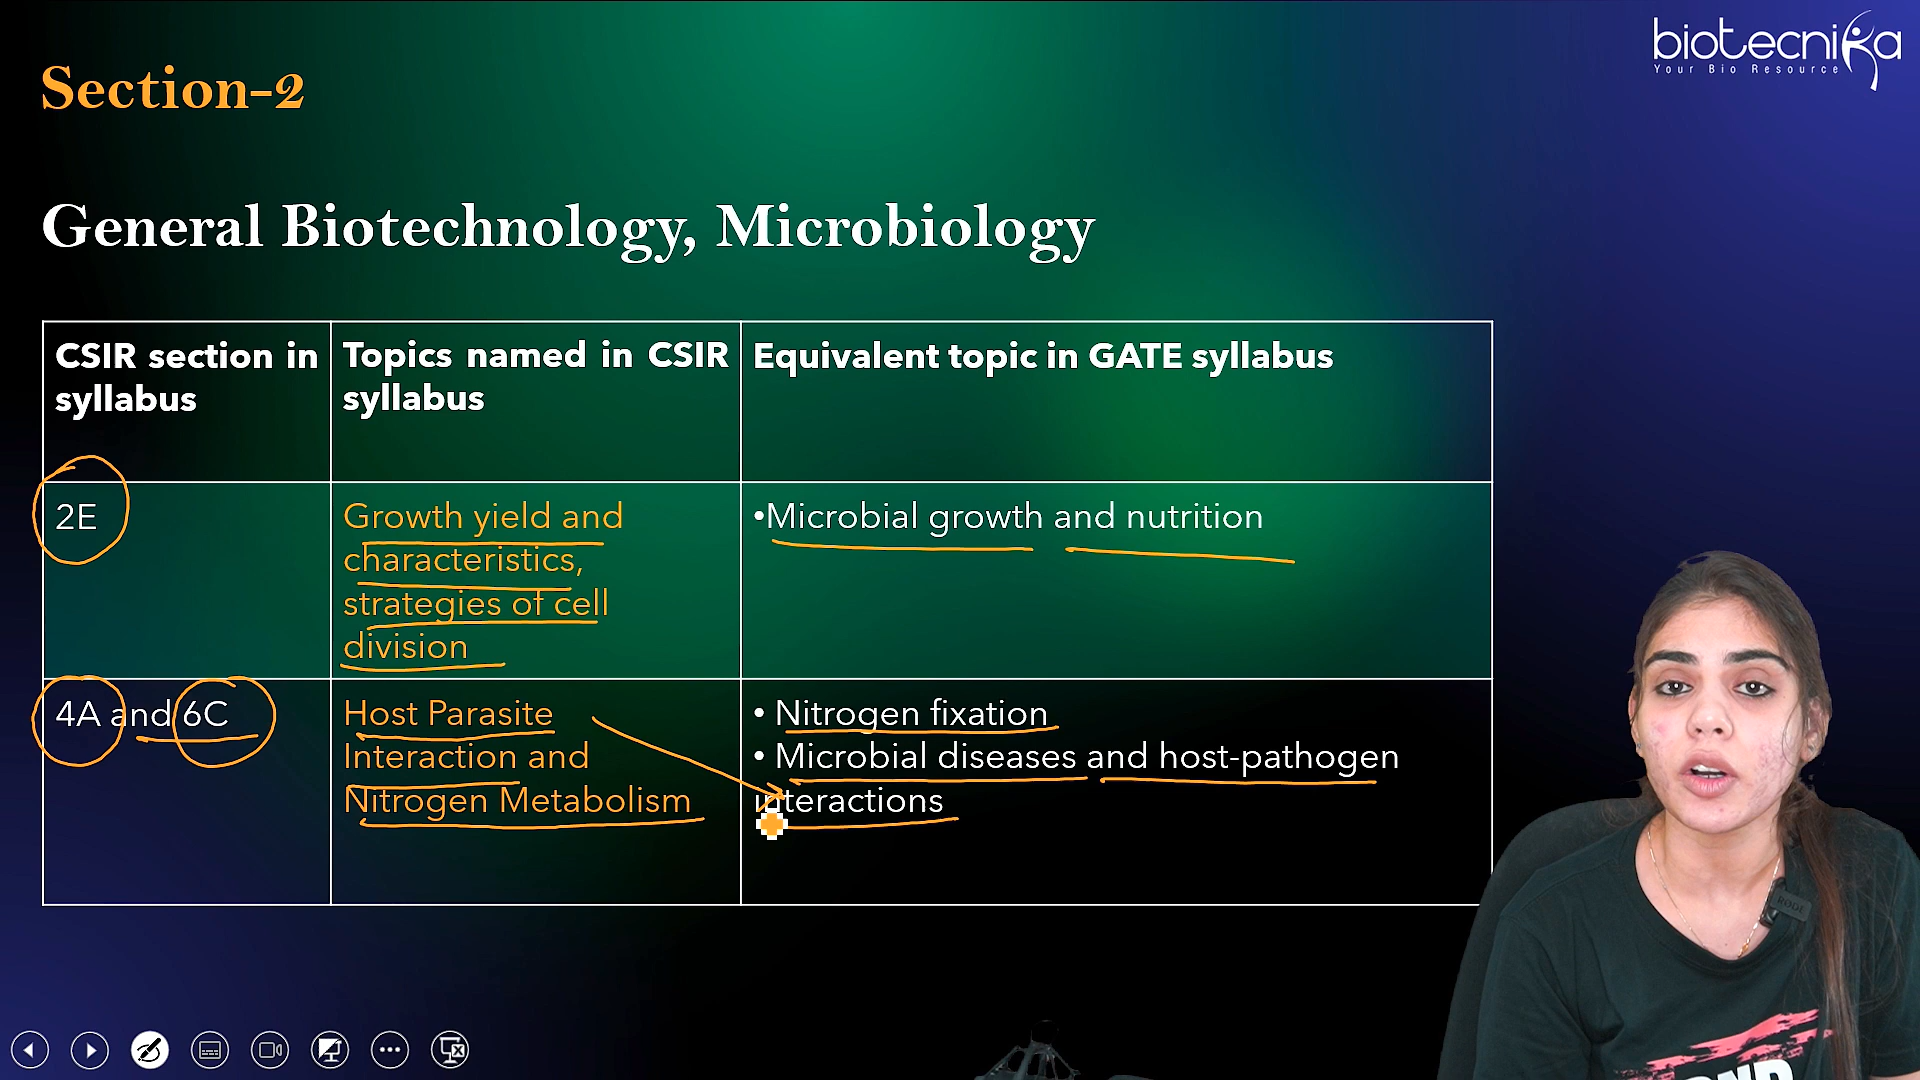 biotecnika
Your Bio Resource
Section-2
General Biotechnology, Microbiology
CSIR section in
syllabus
Topics named in CSIR
syllabus
Equivalent topic in GATE syllabus
2E
Growth yield and
characteristics,
strategies of cell
division
•Microbial growth and nutrition
4A and 6C
Host Parasite
Interaction and
Nitrogen Metabolism
• Nitrogen fixation
• Microbial diseases and host-pathogen
interactions
RODE